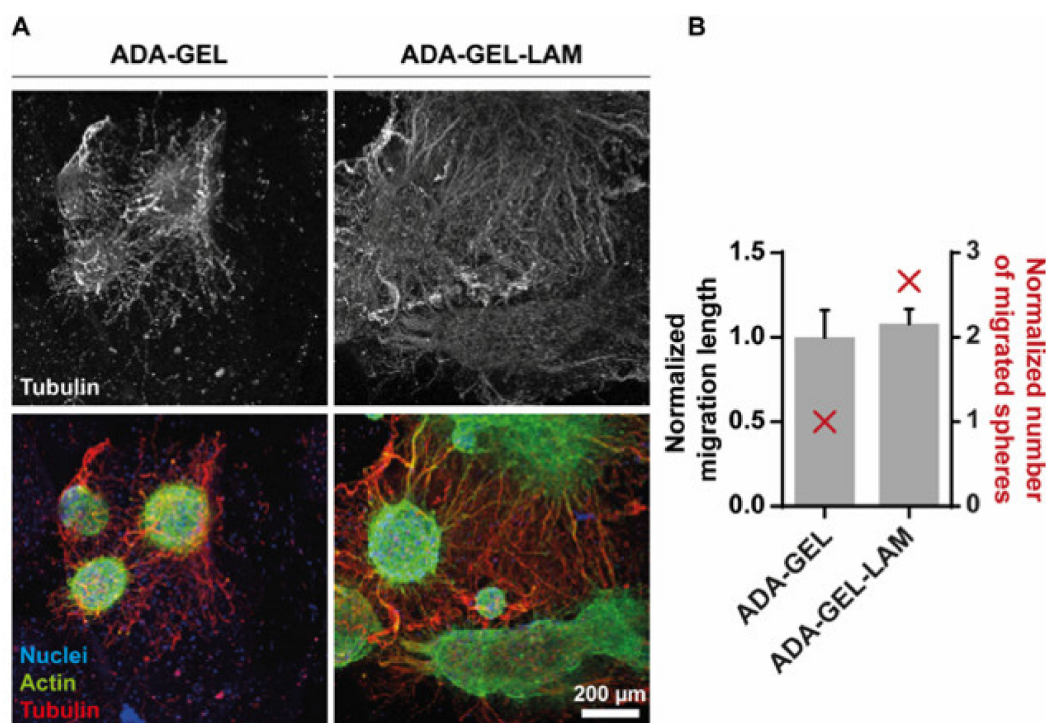 A
ADA-GEL
ADA-GEL-LAM
Tubulin
Nuclei
Actin
Tubulin
200 µm
B
Normalized
migration length
1.5
1.0
0.5
0.0
3
2
1
0
Normalized number
of migrated spheres
ADA-GEL
ADA-GEL-LAM